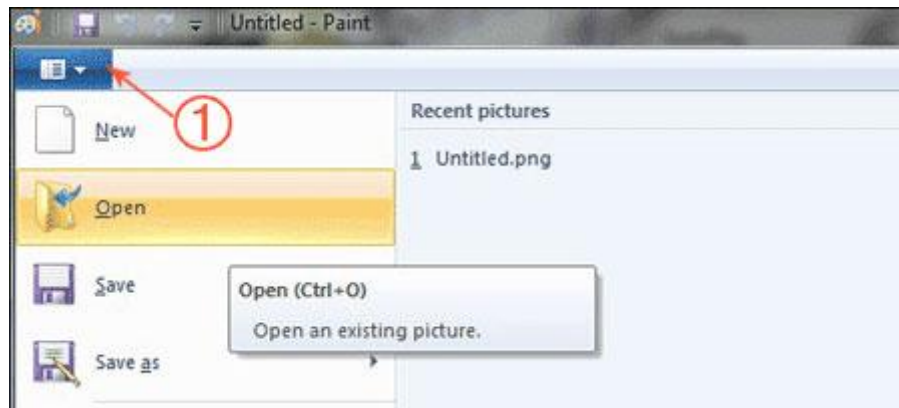 Untitled - Paint
1
New
Open
Save
Save as
Recent pictures
1 Untitled.png
Open (Ctrl+O)
Open an existing picture.